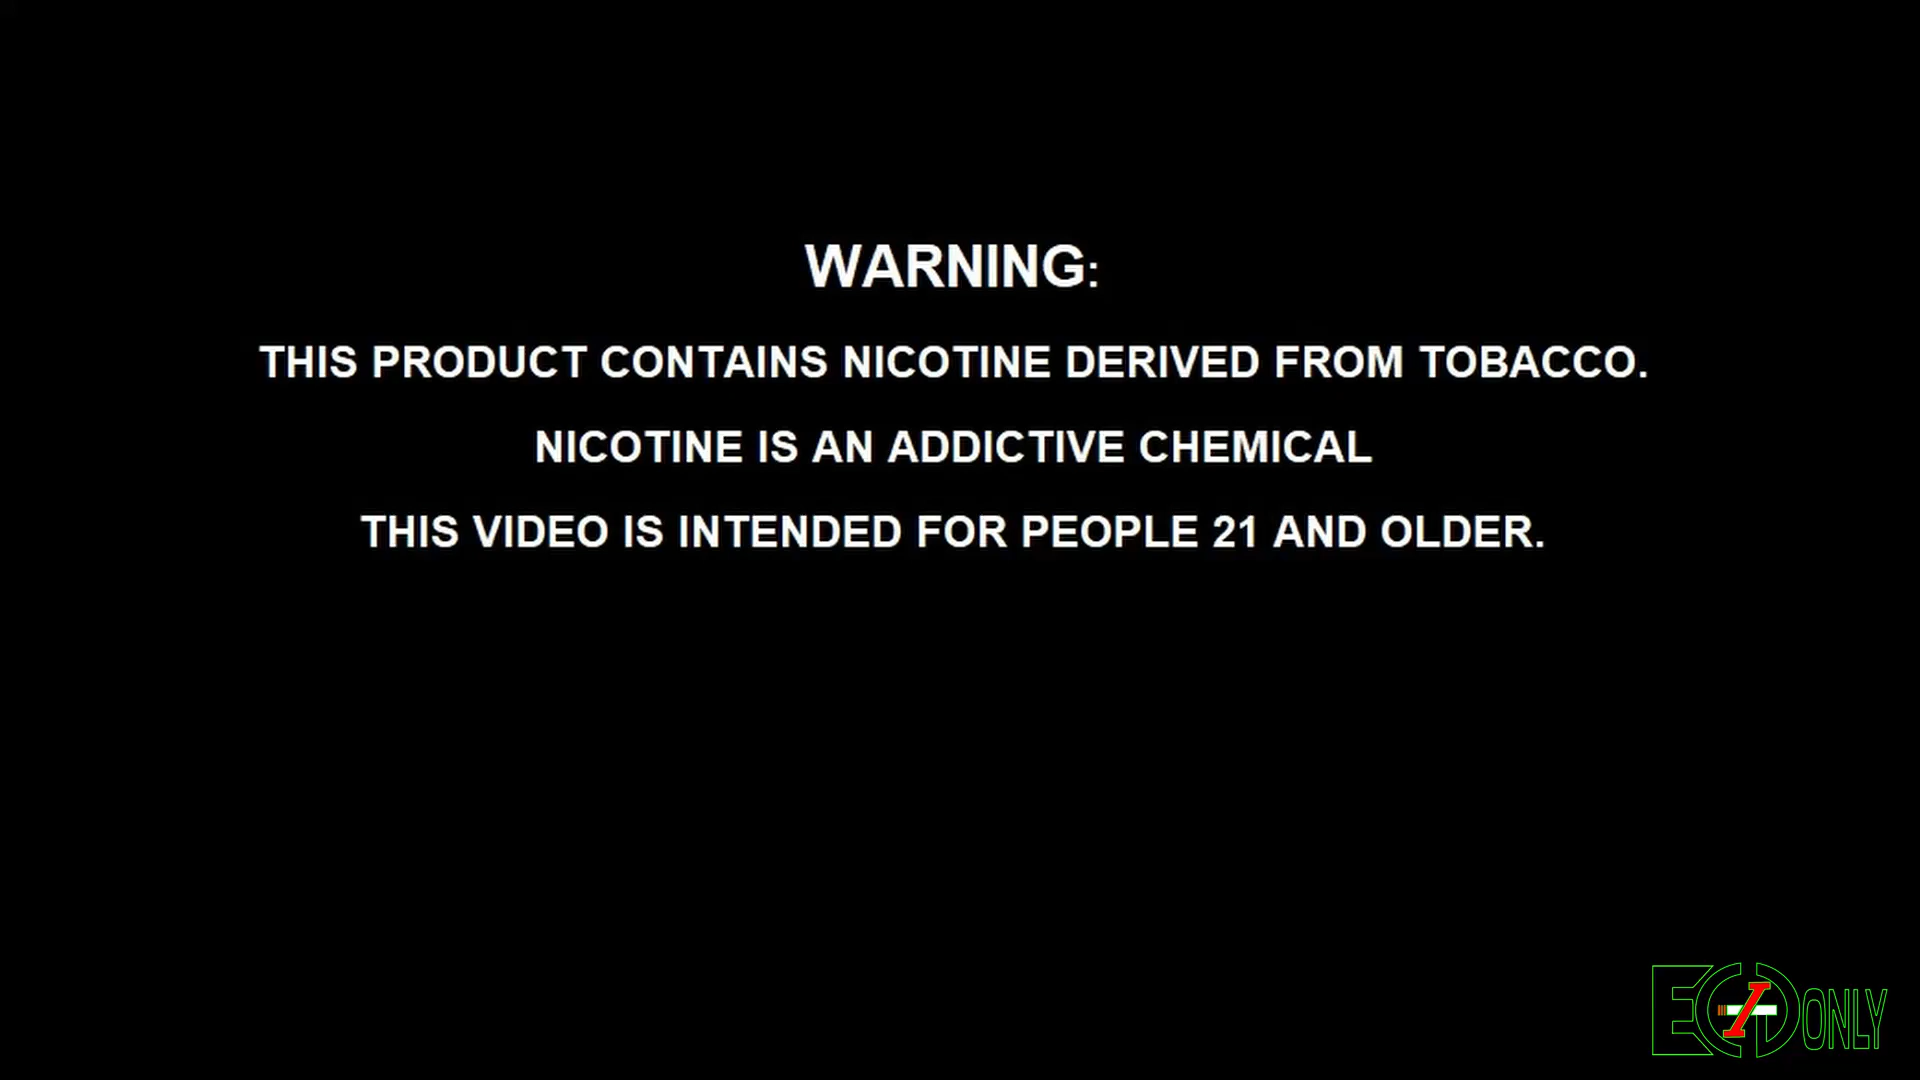 WARNING:
THIS PRODUCT CONTAINS NICOTINE DERIVED FROM TOBACCO.
NICOTINE IS AN ADDICTIVE CHEMICAL
THIS VIDEO IS INTENDED FOR PEOPLE 21 AND OLDER.
ECID ONLY